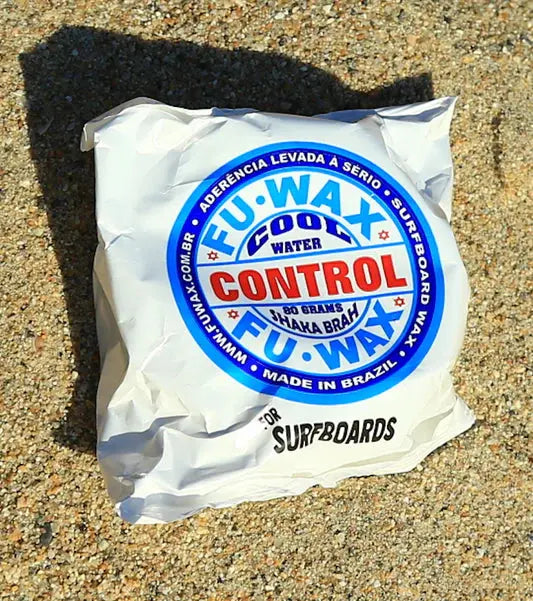 ADERÊNCIA LEVADA À SÉRIO • SURFBOARD WAX • MADE IN BRAZIL • WWW.FUWAX.COM.BR •
FU•WAX
COOL
WATER
CONTROL
80 GRAMS
SHAKA BRAH
FU•WAX
FOR
SURFBOARDS